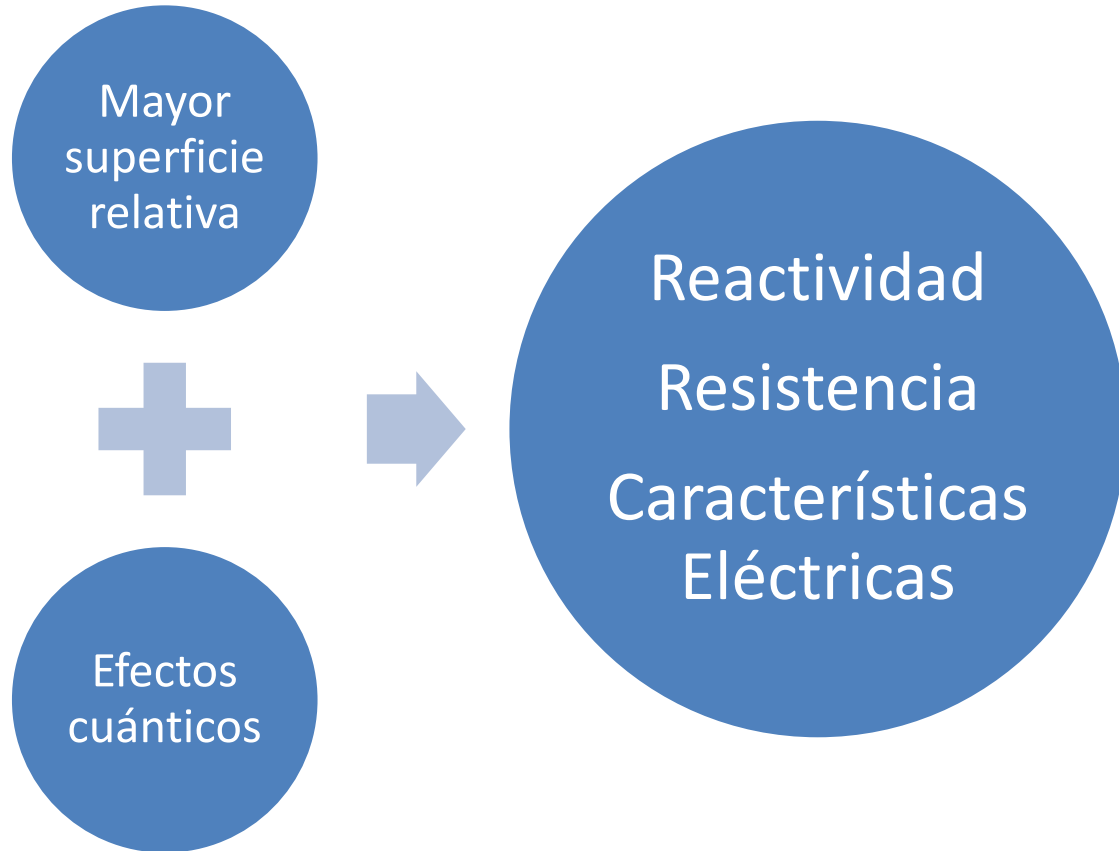 Mayor
superficie
relativa
Efectos
cuánticos
Reactividad
Resistencia
Características
Eléctricas